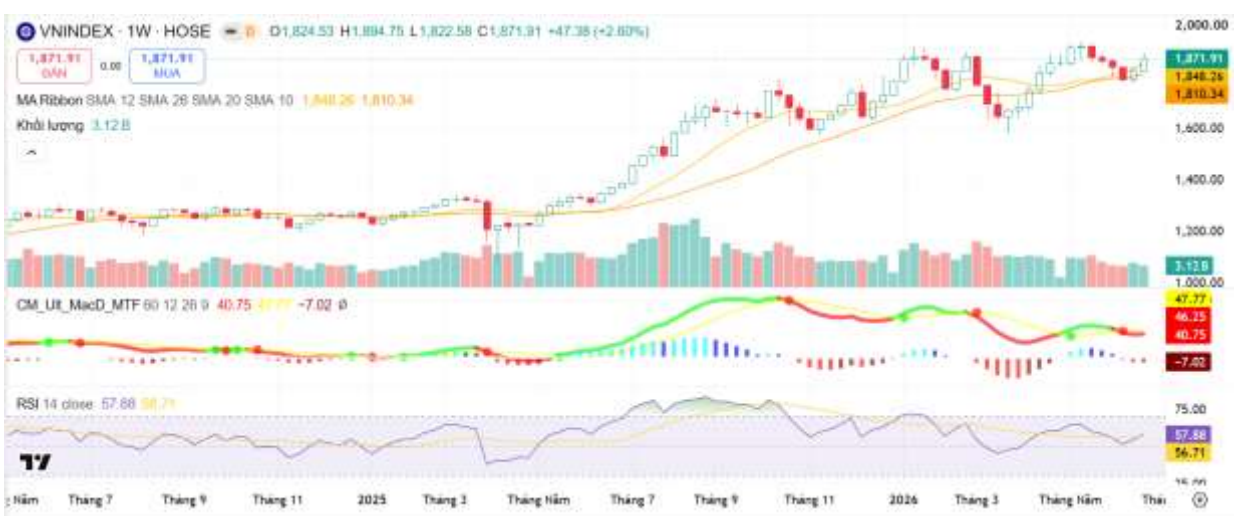 VNINDEX · 1W · HOSE D O1,824.53 H1,894.75 L1,822.58 C1,871.91 +47.38 (+2.60%)
1,871.91 BÁN 0.00 1,871.91 MUA
MA Ribbon SMA 12 SMA 26 SMA 20 SMA 10 1,848.26 1,810.34
Khối lượng 3.12 B
2,000.00
1,871.91
1,848.26
1,810.34
1,600.00
1,400.00
1,200.00
3.12 B
1,000.00
CM_Ult_MacD_MTF 60 12 26 9 40.75 47.77 −7.02 Ø
47.77
46.25
40.75
−7.02
RSI 14 close 57.88 56.71
75.00
57.88
56.71
Năm Tháng 7 Tháng 9 Tháng 11 2025 Tháng 3 Tháng Năm Tháng 7 Tháng 9 Tháng 11 2026 Tháng 3 Tháng Năm Thá